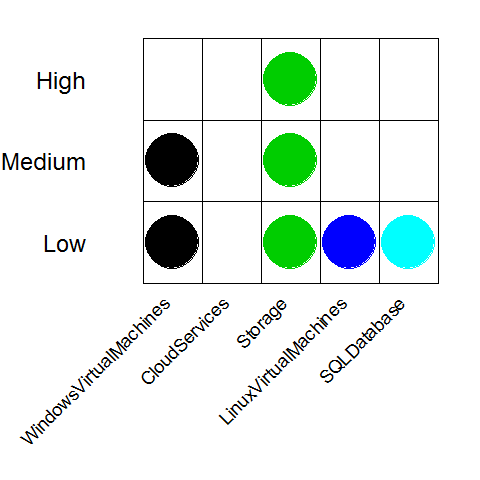 High
Medium
Low
WindowsVirtualMachines
CloudServices
Storage
LinuxVirtualMachines
SQLDatabase